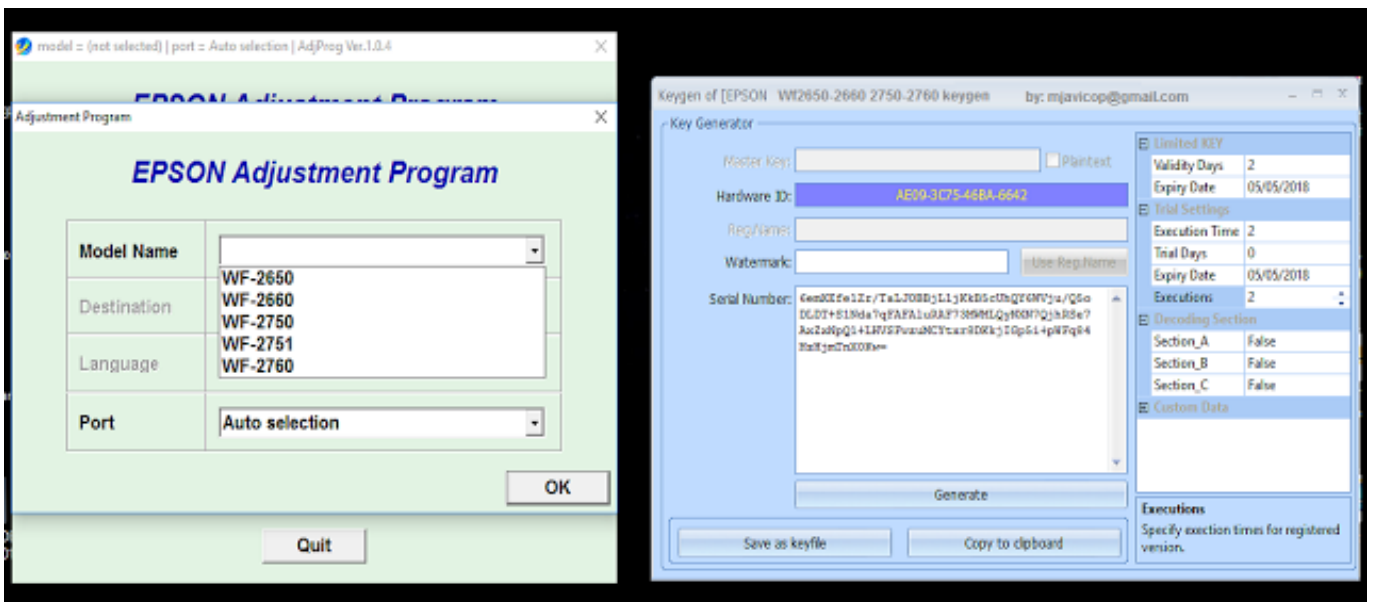 model = (not selected) | port = Auto selection | AdjProg Ver.1.0.4
Adjustment Program
EPSON Adjustment Program
Model Name
WF-2650
WF-2660
WF-2750
WF-2751
WF-2760
Destination
Language
Port Auto selection
OK
Quit
Keygen of [EPSON Wf2650-2660 2750-2760 keygen by: mjavicop@gmail.com
Key Generator
Master Key: Plaintext
Hardware ID: AE09-3C75-46BA-6642
Reg.Name:
Watermark: Use Reg.Name
Serial Number:
Generate
Save as keyfile Copy to clipboard
Limited KEY
Validity Days 2
Expiry Date 05/05/2018
Trial Settings
Execution Time 2
Trial Days 0
Expiry Date 05/05/2018
Executions 2
Decoding Section
Section_A False
Section_B False
Section_C False
Custom Data
Executions
Specify exection times for registered
version.